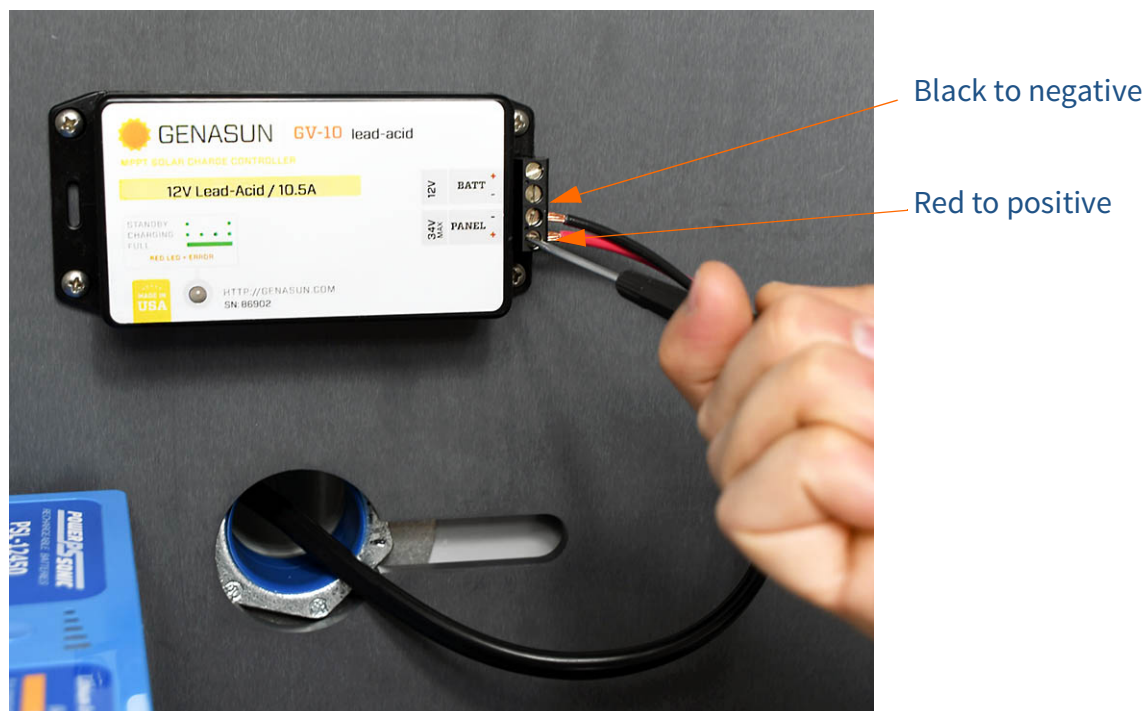 Black to negative
Red to positive
GENASUN GV-10 lead-acid
MPPT SOLAR CHARGE CONTROLLER
12V Lead-Acid / 10.5A
12V BATT + -
34V MAX PANEL - +
STANDBY
CHARGING
FULL
RED LED = ERROR
MADE IN
USA
HTTP://GENASUN.COM
SN: 86902
POWER SONIC
RECHARGEABLE BATTERIES